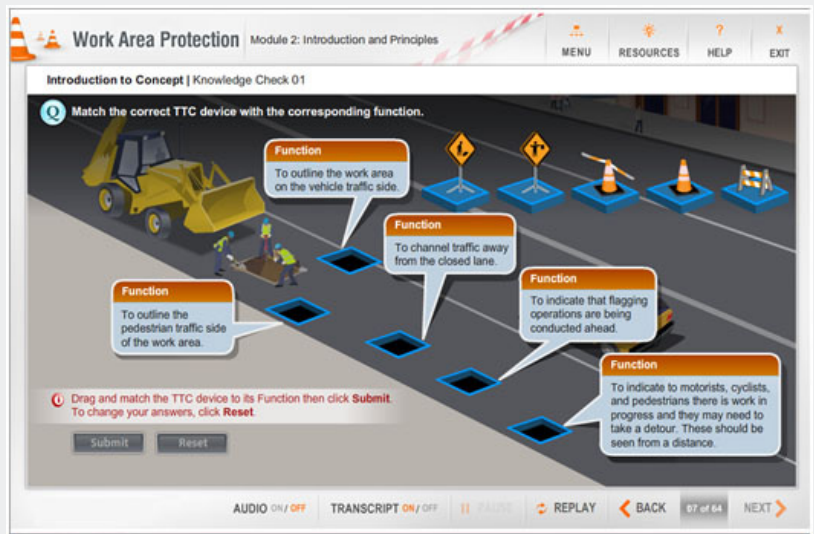 Work Area Protection
Module 2: Introduction and Principles
MENU
RESOURCES
? HELP
X EXIT
Introduction to Concept | Knowledge Check 01
Q Match the correct TTC device with the corresponding function.
Function
To outline the work area
on the vehicle traffic side.
Function
To channel traffic away
from the closed lane.
Function
To outline the
pedestrian traffic side
of the work area.
Function
To indicate that flagging
operations are being
conducted ahead.
Function
To indicate to motorists, cyclists,
and pedestrians there is work in
progress and they may need to
take a detour. These should be
seen from a distance.
Drag and match the TTC device to its Function then click Submit.
To change your answers, click Reset.
Submit
Reset
AUDIO ON / OFF
TRANSCRIPT ON / OFF
PAUSE
REPLAY
BACK
07 of 64
NEXT